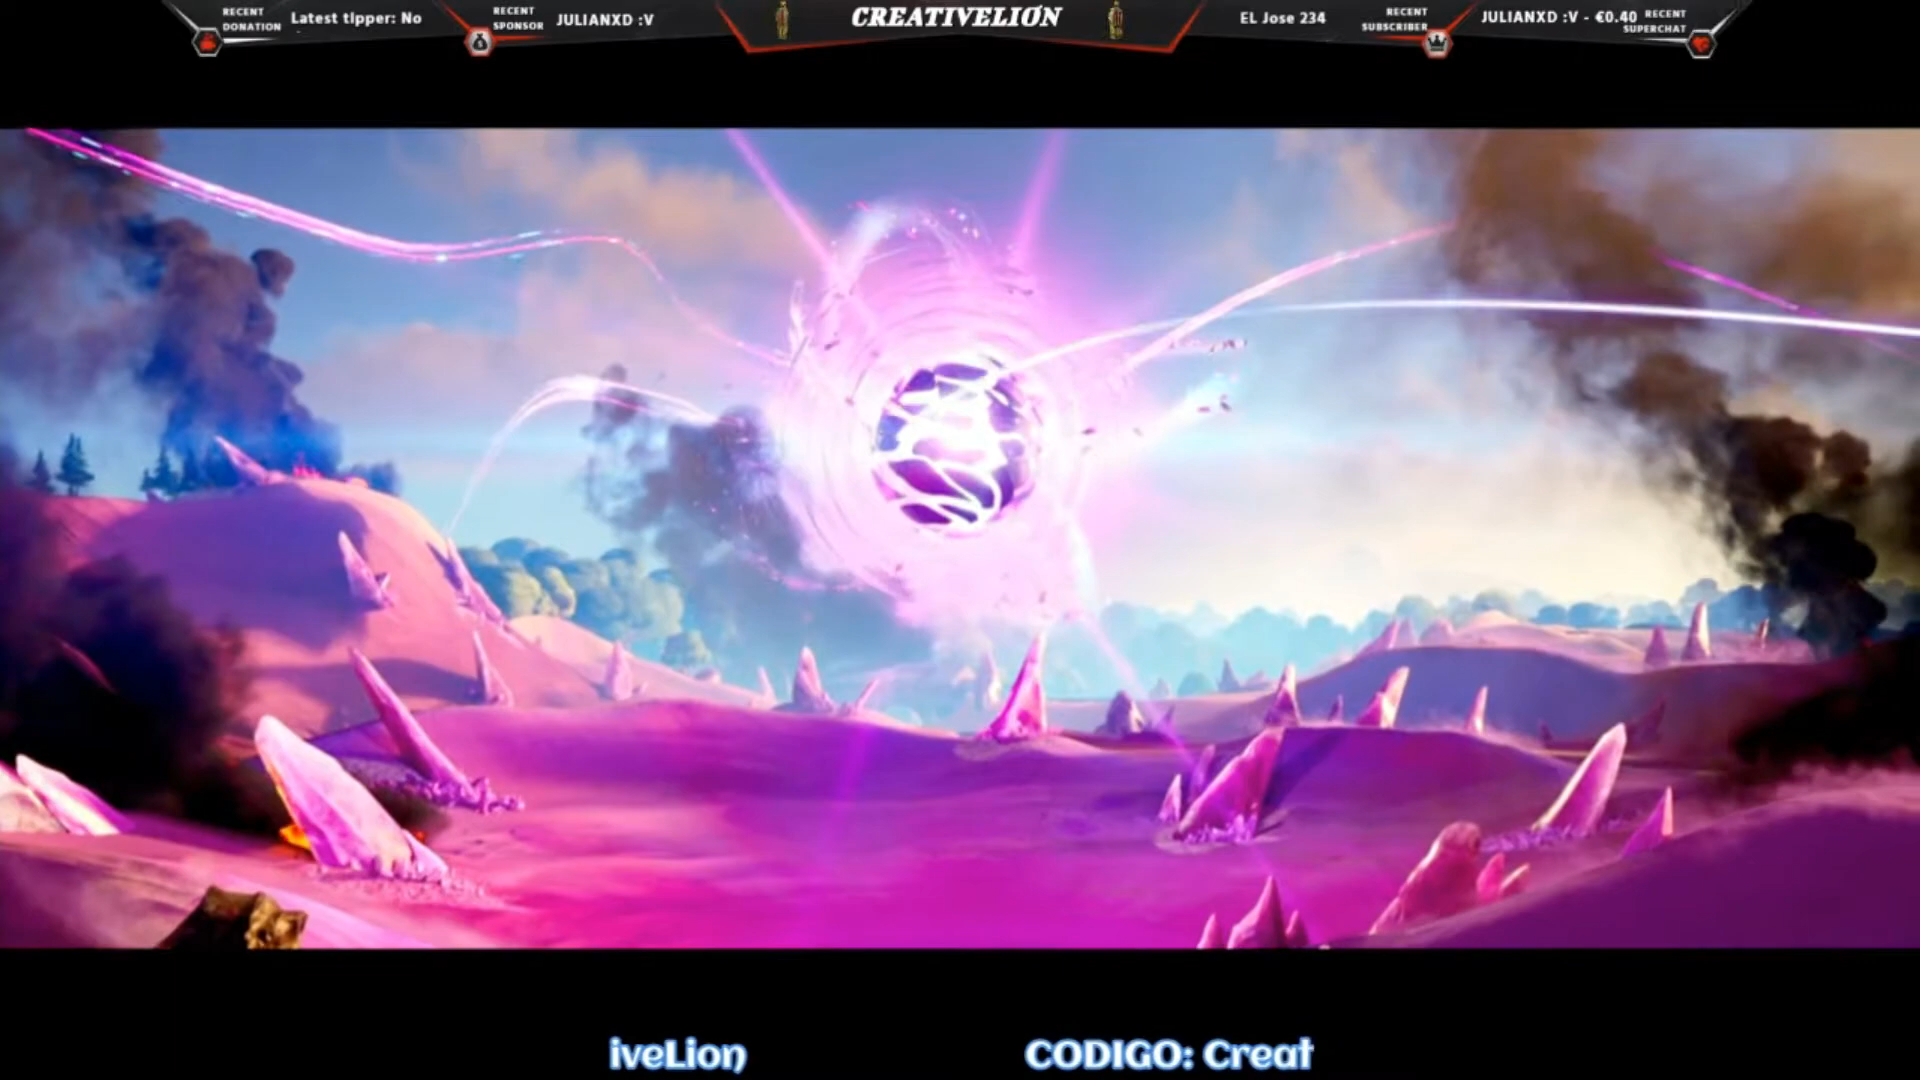 RECENT DONATION
Latest tipper: No
RECENT SPONSOR
JULIANXD :V
CREATIVELION
EL Jose 234
RECENT SUBSCRIBER
JULIANXD :V - €0.40
RECENT SUPERCHAT
iveLion
CODIGO: Creat